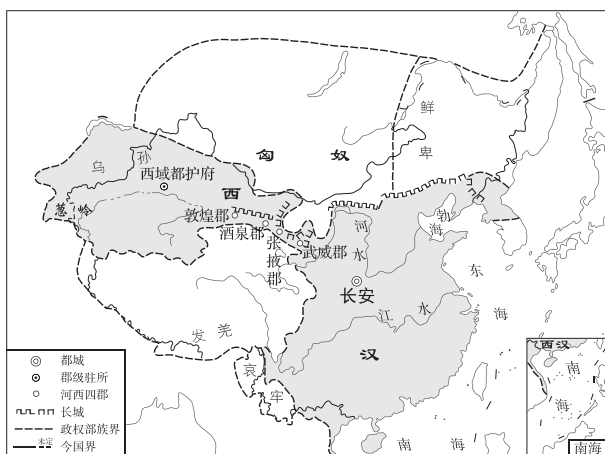 匈 奴
鲜
卑
乌 孙
西域都护府
西
葱 岭
敦煌郡
酒泉郡
张
掖
郡
武威郡
河
水
渤
海
东
海
长安
江 水
发 羌
汉
哀
牢
南 海
都城
郡级驻所
河西四郡
长城
政权部族界
未定
今国界
西汉
南
海
南海